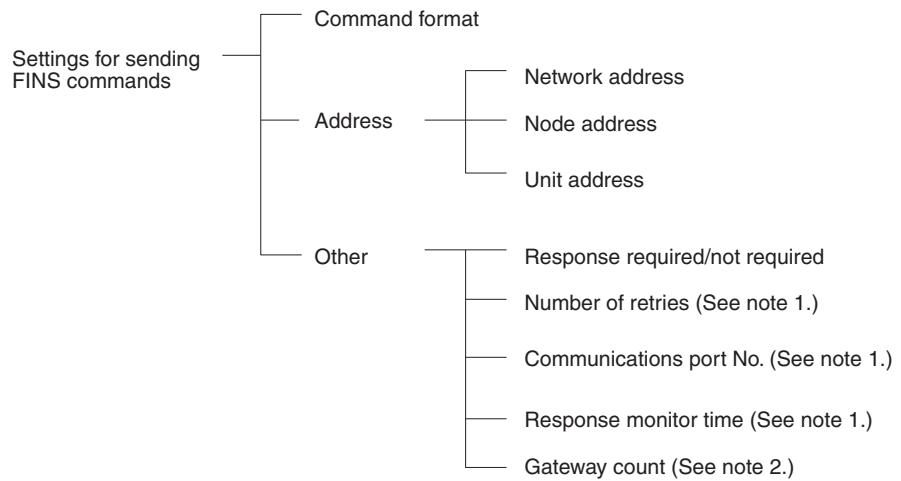 Settings for sending
FINS commands
Command format
Address
Network address
Node address
Unit address
Other
Response required/not required
Number of retries (See note 1.)
Communications port No. (See note 1.)
Response monitor time (See note 1.)
Gateway count (See note 2.)